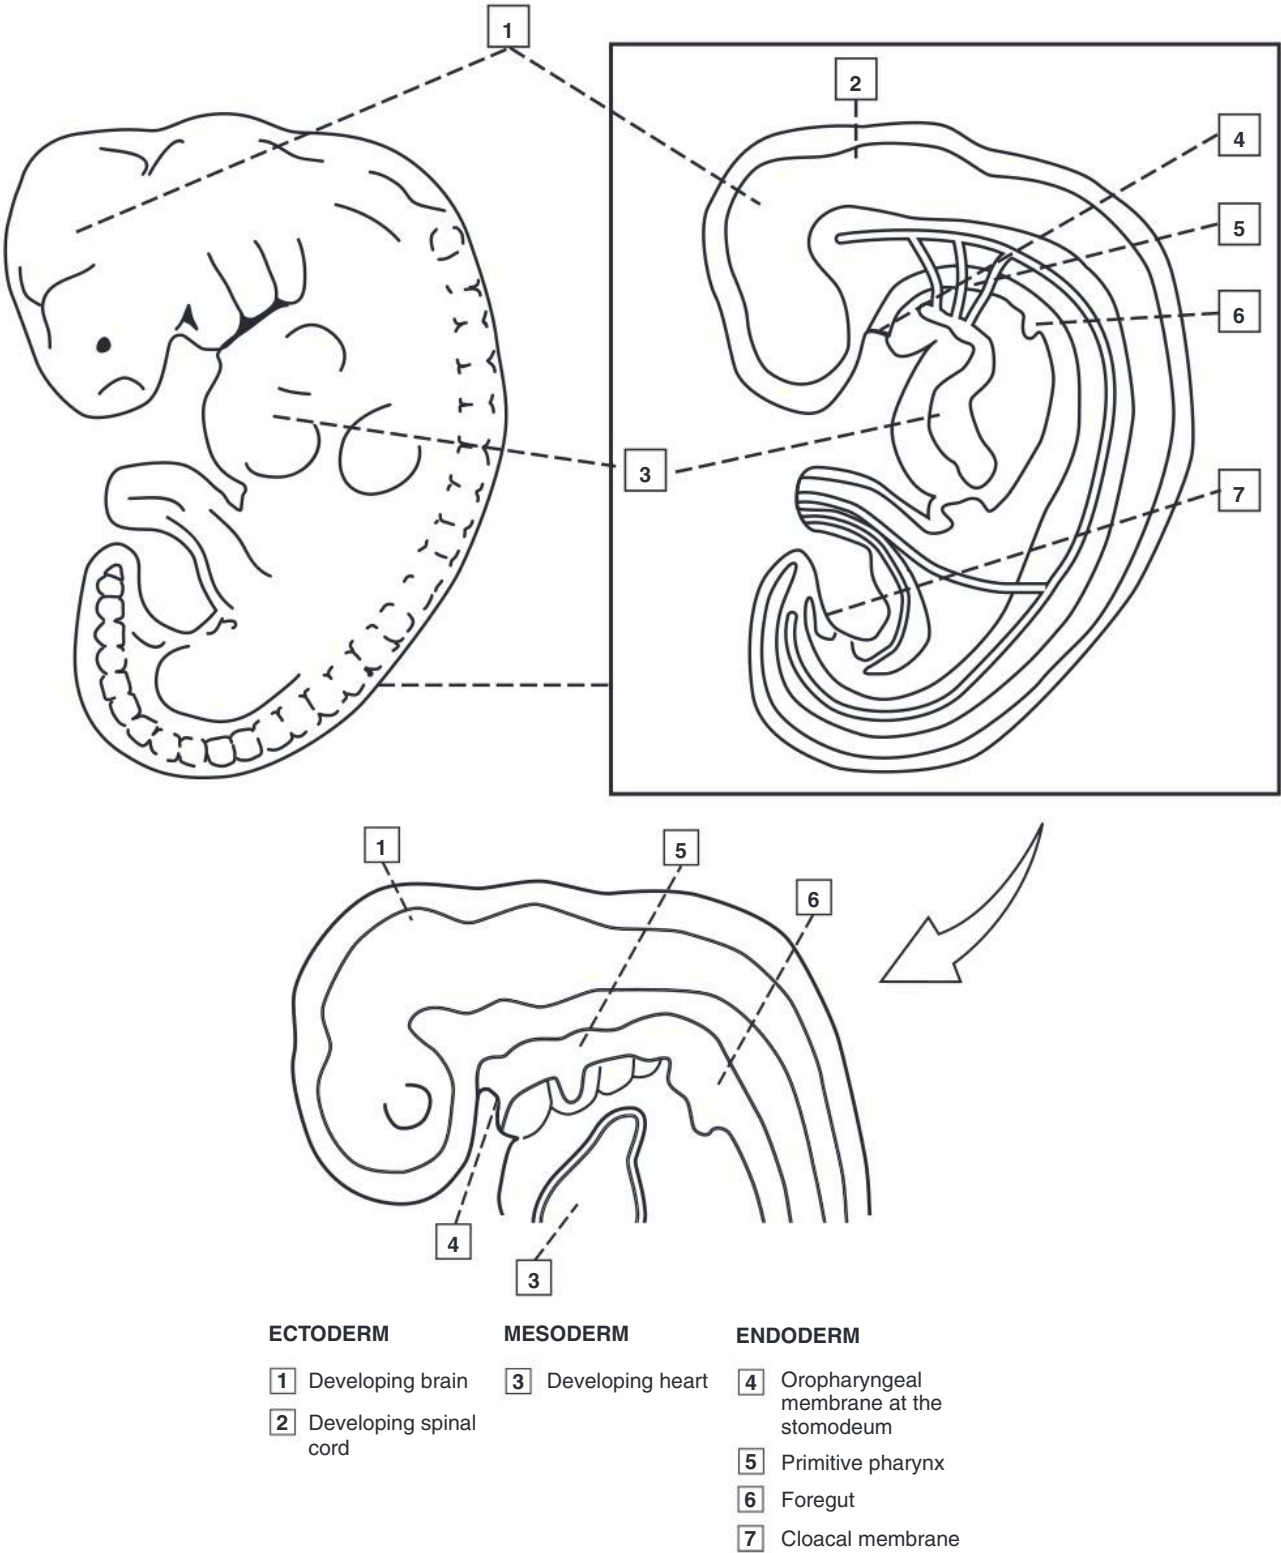 1
2
4
5
6
3
7
1
5
6
4
3
ECTODERM
1 Developing brain
2 Developing spinal
cord
MESODERM
3 Developing heart
ENDODERM
4 Oropharyngeal
membrane at the
stomodeum
5 Primitive pharynx
6 Foregut
7 Cloacal membrane